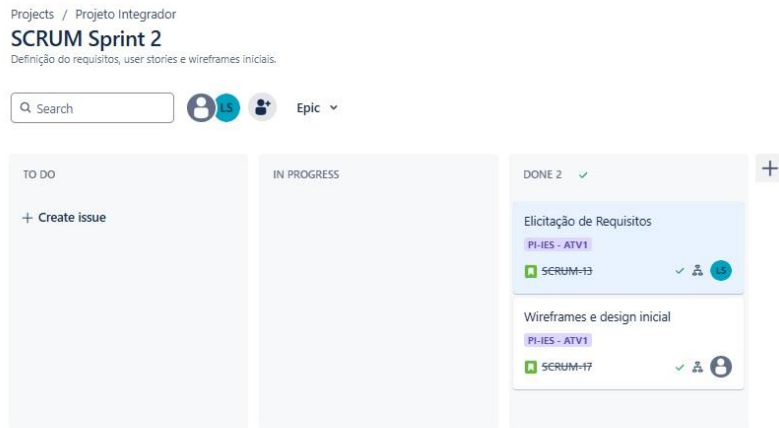 Projects / Projeto Integrador
SCRUM Sprint 2
Definição do requisitos, user stories e wireframes iniciais.
Search
LS
Epic
TO DO
IN PROGRESS
DONE 2
+ Create issue
Elicitação de Requisitos
PI-IES - ATV1
SCRUM-13
LS
Wireframes e design inicial
PI-IES - ATV1
SCRUM-17